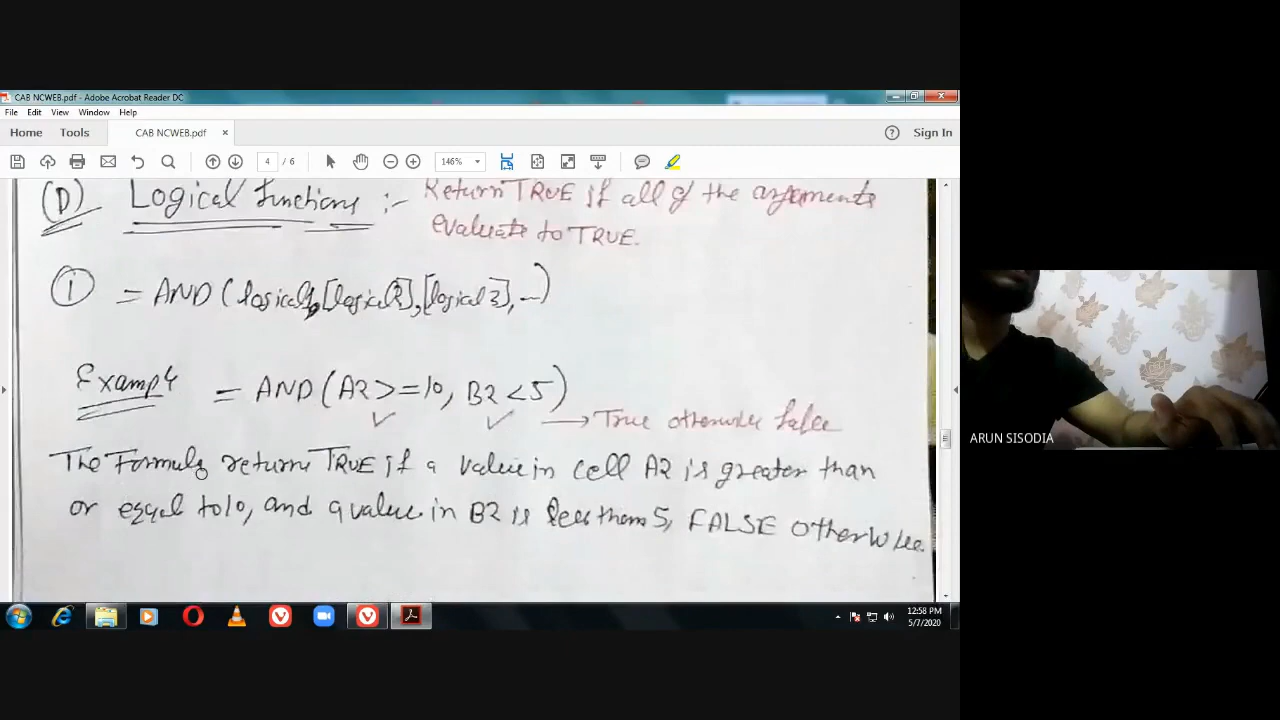 CAB NCWEB.pdf - Adobe Acrobat Reader DC
File Edit View Window Help
Home Tools CAB NCWEB.pdf × Sign In
4 / 6 146%
(D) Logical Functions :- Return TRUE if all of the arguments
evaluate to TRUE.
① = AND (logical1, [logical2], [logical3], ...)
Example = AND (A2 >= 10, B2 < 5)
→ True otherwise false
The Formula returns TRUE if a value in cell A2 is greater than
or equal to 10, and a value in B2 is less than 5, FALSE otherwise.
ARUN SISODIA
12:58 PM
5/7/2020